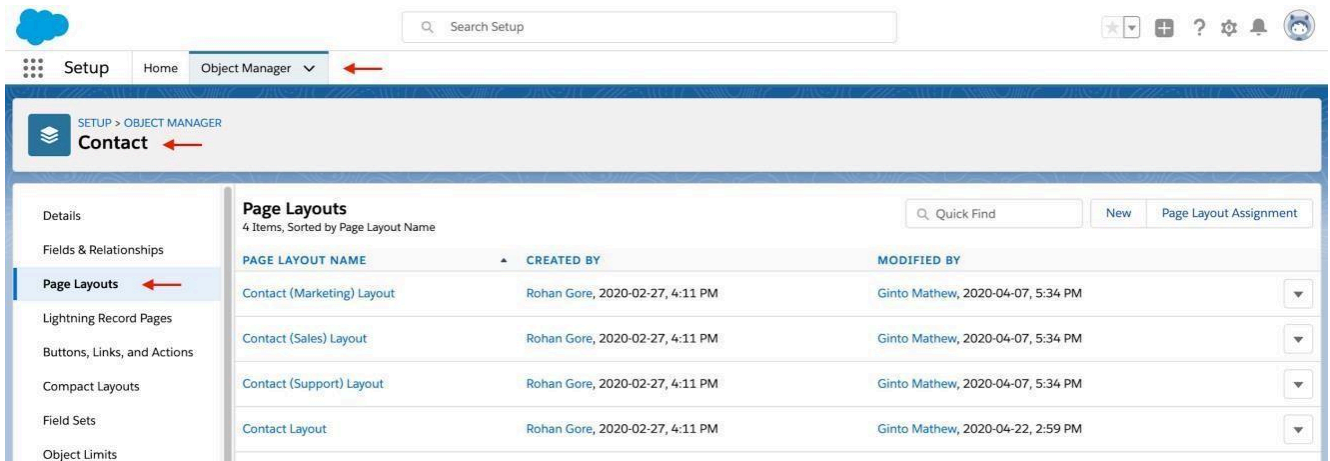 Search Setup
Setup Home Object Manager
SETUP > OBJECT MANAGER
Contact
Details
Fields & Relationships
Page Layouts
Lightning Record Pages
Buttons, Links, and Actions
Compact Layouts
Field Sets
Object Limits
Page Layouts
4 Items, Sorted by Page Layout Name
Quick Find New Page Layout Assignment
PAGE LAYOUT NAME CREATED BY MODIFIED BY
Contact (Marketing) Layout Rohan Gore, 2020-02-27, 4:11 PM Ginto Mathew, 2020-04-07, 5:34 PM
Contact (Sales) Layout Rohan Gore, 2020-02-27, 4:11 PM Ginto Mathew, 2020-04-07, 5:34 PM
Contact (Support) Layout Rohan Gore, 2020-02-27, 4:11 PM Ginto Mathew, 2020-04-07, 5:34 PM
Contact Layout Rohan Gore, 2020-02-27, 4:11 PM Ginto Mathew, 2020-04-22, 2:59 PM